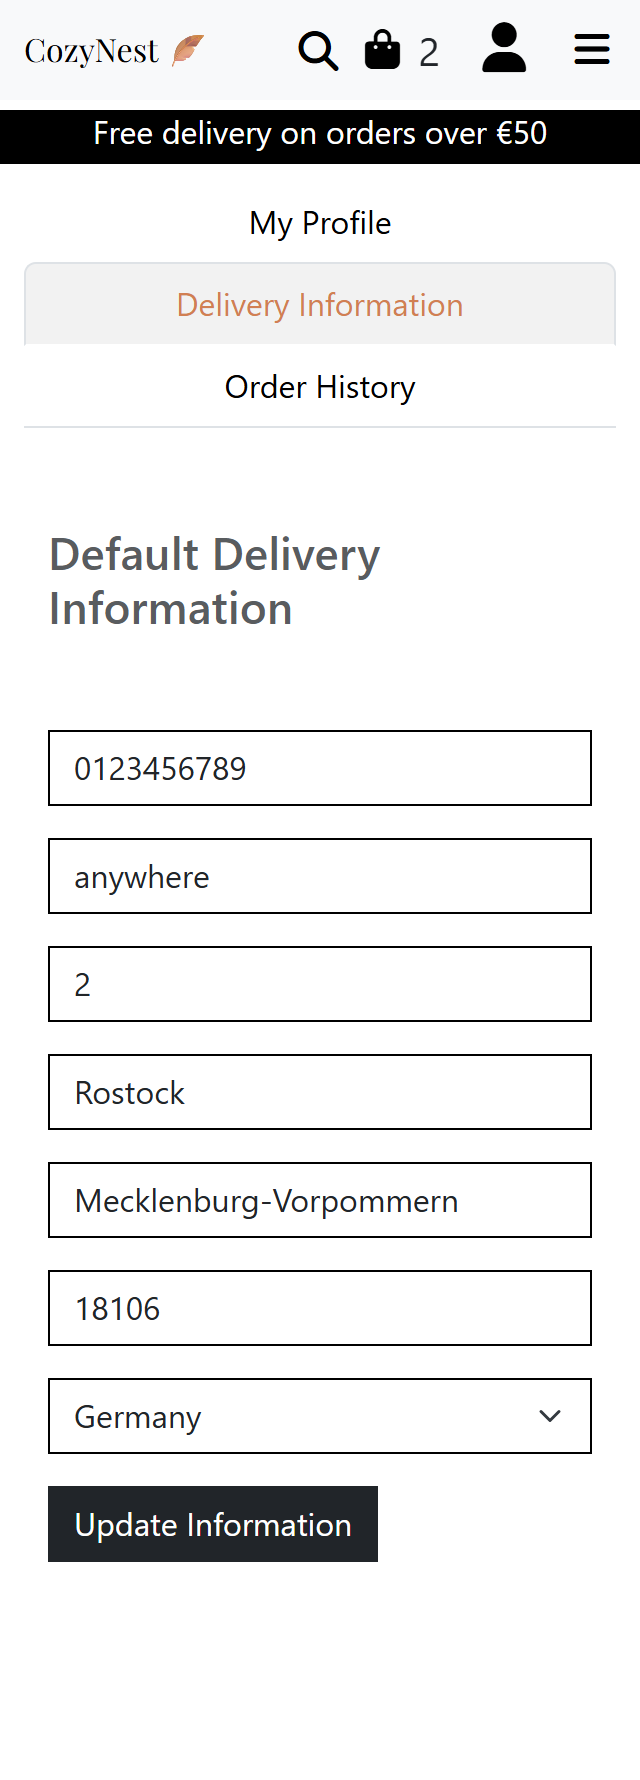 CozyNest
2
Free delivery on orders over €50
My Profile
Delivery Information
Order History
Default Delivery
Information
0123456789
anywhere
2
Rostock
Mecklenburg-Vorpommern
18106
Germany
Update Information